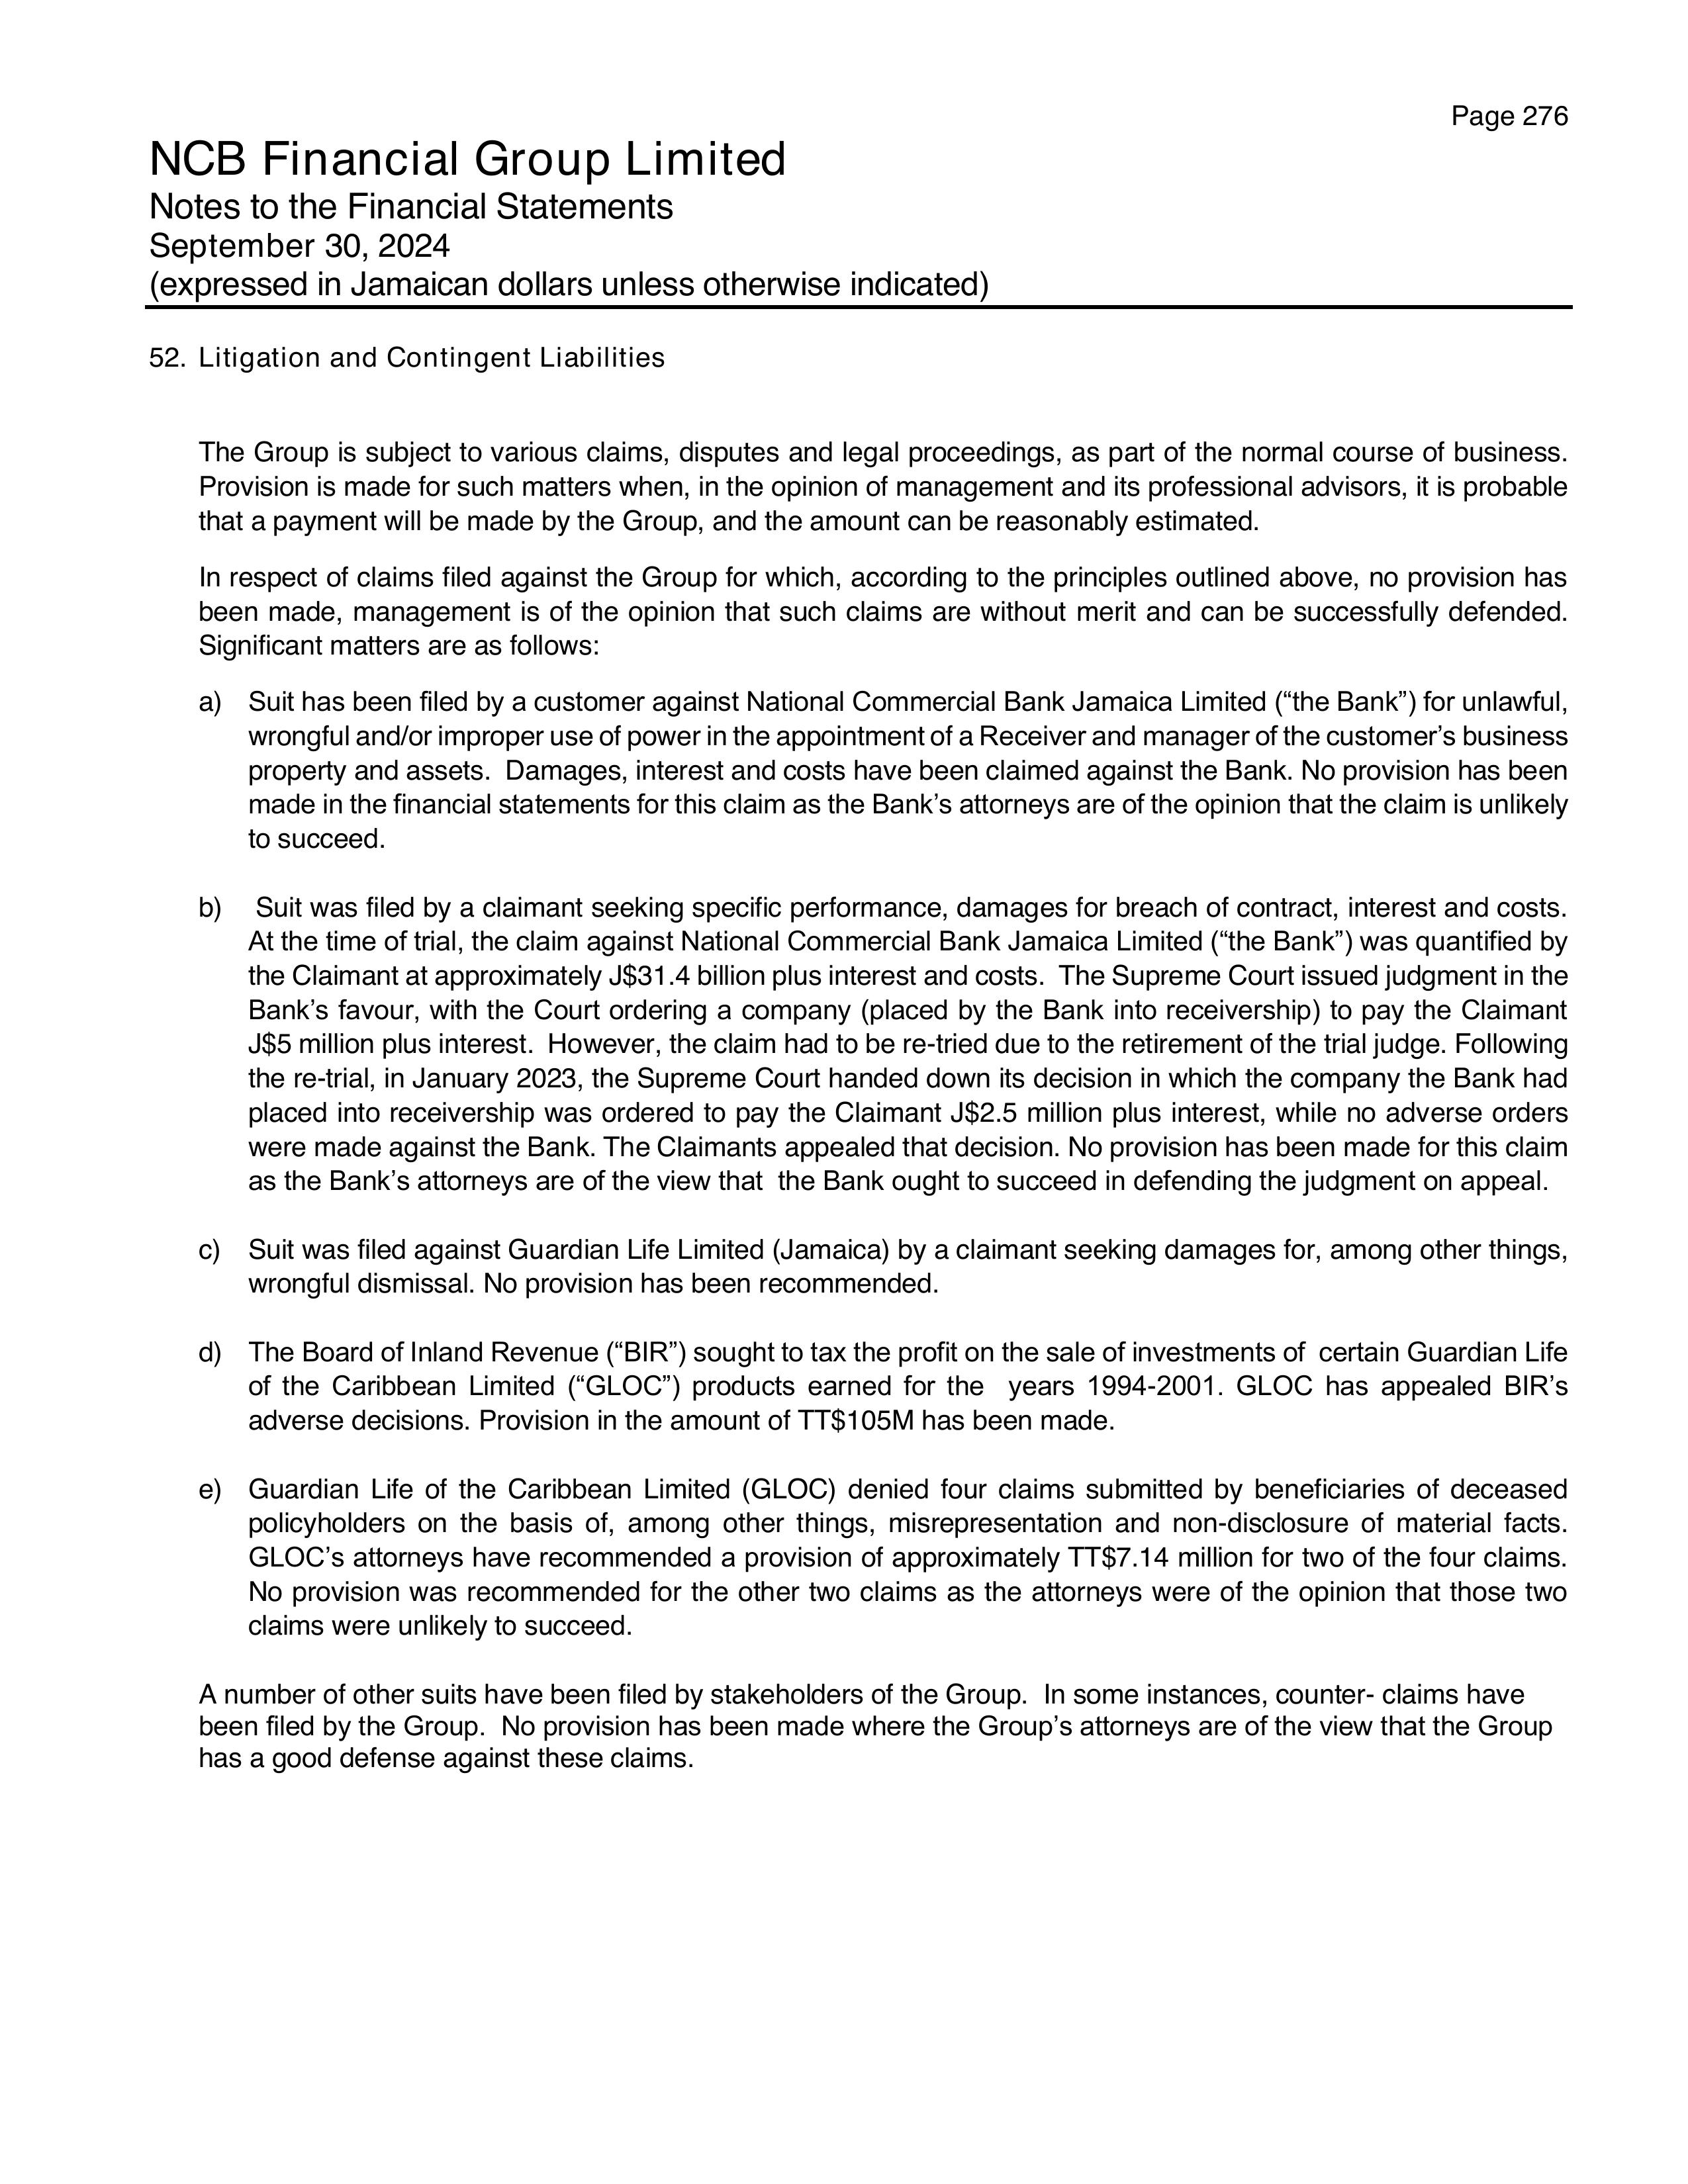 Page 276
NCB Financial Group Limited
Notes to the Financial Statements
September 30, 2024
(expressed in Jamaican dollars unless otherwise indicated)
52. Litigation and Contingent Liabilities
The Group is subject to various claims, disputes and legal proceedings, as part of the normal course of business.
Provision is made for such matters when, in the opinion of management and its professional advisors, it is probable
that a payment will be made by the Group, and the amount can be reasonably estimated.
In respect of claims filed against the Group for which, according to the principles outlined above, no provision has
been made, management is of the opinion that such claims are without merit and can be successfully defended.
Significant matters are as follows:
a) Suit has been filed by a customer against National Commercial Bank Jamaica Limited (“the Bank”) for unlawful,
wrongful and/or improper use of power in the appointment of a Receiver and manager of the customer’s business
property and assets. Damages, interest and costs have been claimed against the Bank. No provision has been
made in the financial statements for this claim as the Bank’s attorneys are of the opinion that the claim is unlikely
to succeed.
b) Suit was filed by a claimant seeking specific performance, damages for breach of contract, interest and costs.
At the time of trial, the claim against National Commercial Bank Jamaica Limited (“the Bank”) was quantified by
the Claimant at approximately J$31.4 billion plus interest and costs. The Supreme Court issued judgment in the
Bank’s favour, with the Court ordering a company (placed by the Bank into receivership) to pay the Claimant
J$5 million plus interest. However, the claim had to be re-tried due to the retirement of the trial judge. Following
the re-trial, in January 2023, the Supreme Court handed down its decision in which the company the Bank had
placed into receivership was ordered to pay the Claimant J$2.5 million plus interest, while no adverse orders
were made against the Bank. The Claimants appealed that decision. No provision has been made for this claim
as the Bank’s attorneys are of the view that the Bank ought to succeed in defending the judgment on appeal.
c) Suit was filed against Guardian Life Limited (Jamaica) by a claimant seeking damages for, among other things,
wrongful dismissal. No provision has been recommended.
d) The Board of Inland Revenue (“BIR”) sought to tax the profit on the sale of investments of certain Guardian Life
of the Caribbean Limited (“GLOC”) products earned for the years 1994-2001. GLOC has appealed BIR’s
adverse decisions. Provision in the amount of TT$105M has been made.
e) Guardian Life of the Caribbean Limited (GLOC) denied four claims submitted by beneficiaries of deceased
policyholders on the basis of, among other things, misrepresentation and non-disclosure of material facts.
GLOC’s attorneys have recommended a provision of approximately TT$7.14 million for two of the four claims.
No provision was recommended for the other two claims as the attorneys were of the opinion that those two
claims were unlikely to succeed.
A number of other suits have been filed by stakeholders of the Group. In some instances, counter- claims have
been filed by the Group. No provision has been made where the Group’s attorneys are of the view that the Group
has a good defense against these claims.